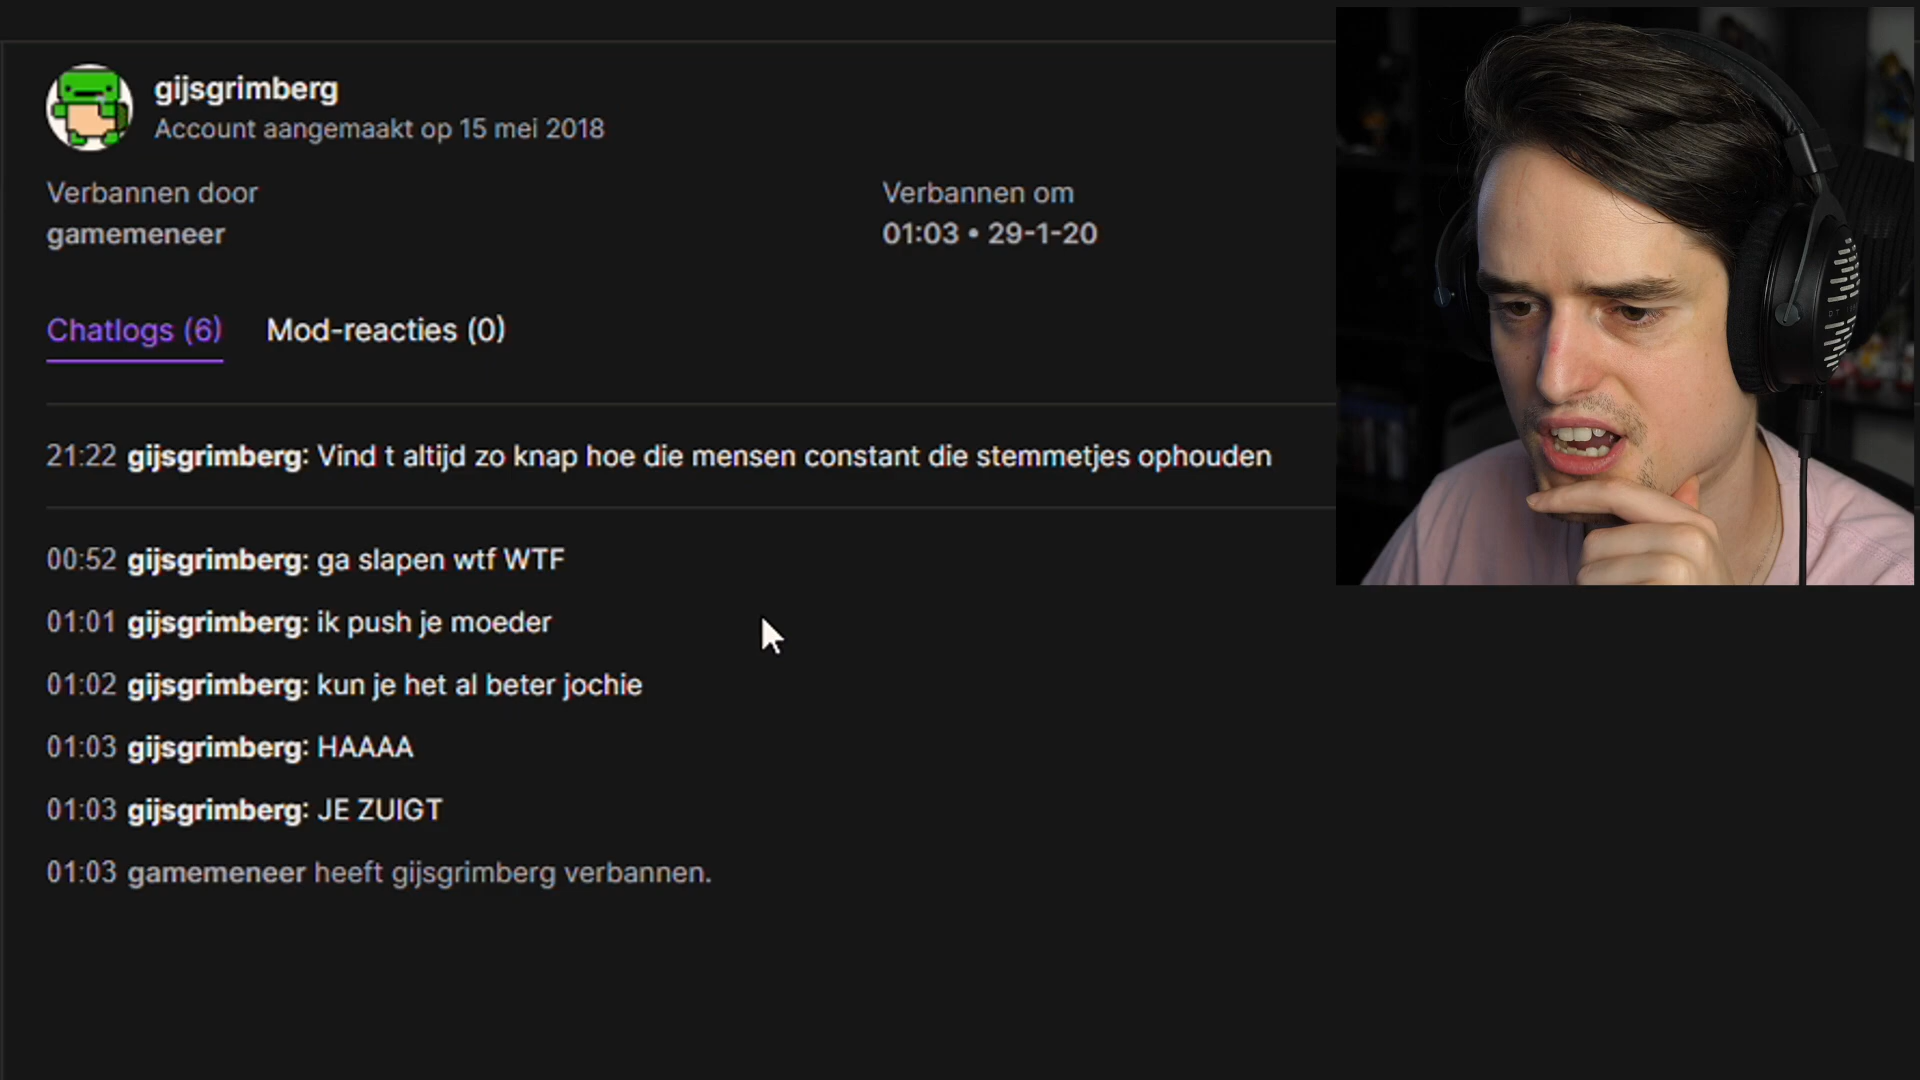 gijsgrimberg
Account aangemaakt op 15 mei 2018
Verbannen door
gamemeneer
Verbannen om
01:03 • 29-1-20
Chatlogs (6)
Mod-reacties (0)
21:22 gijsgrimberg: Vind t altijd zo knap hoe die mensen constant die stemmetjes ophouden
00:52 gijsgrimberg: ga slapen wtf WTF
01:01 gijsgrimberg: ik push je moeder
01:02 gijsgrimberg: kun je het al beter jochie
01:03 gijsgrimberg: HAAAA
01:03 gijsgrimberg: JE ZUIGT
01:03 gamemeneer heeft gijsgrimberg verbannen.